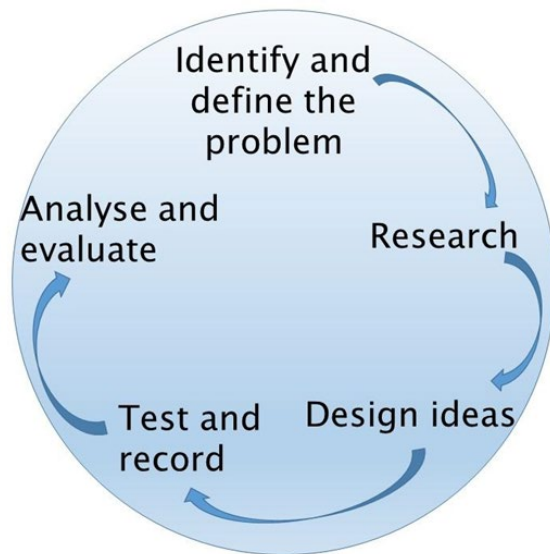 Identify and
define the
problem
Research
Design ideas
Test and
record
Analyse and
evaluate